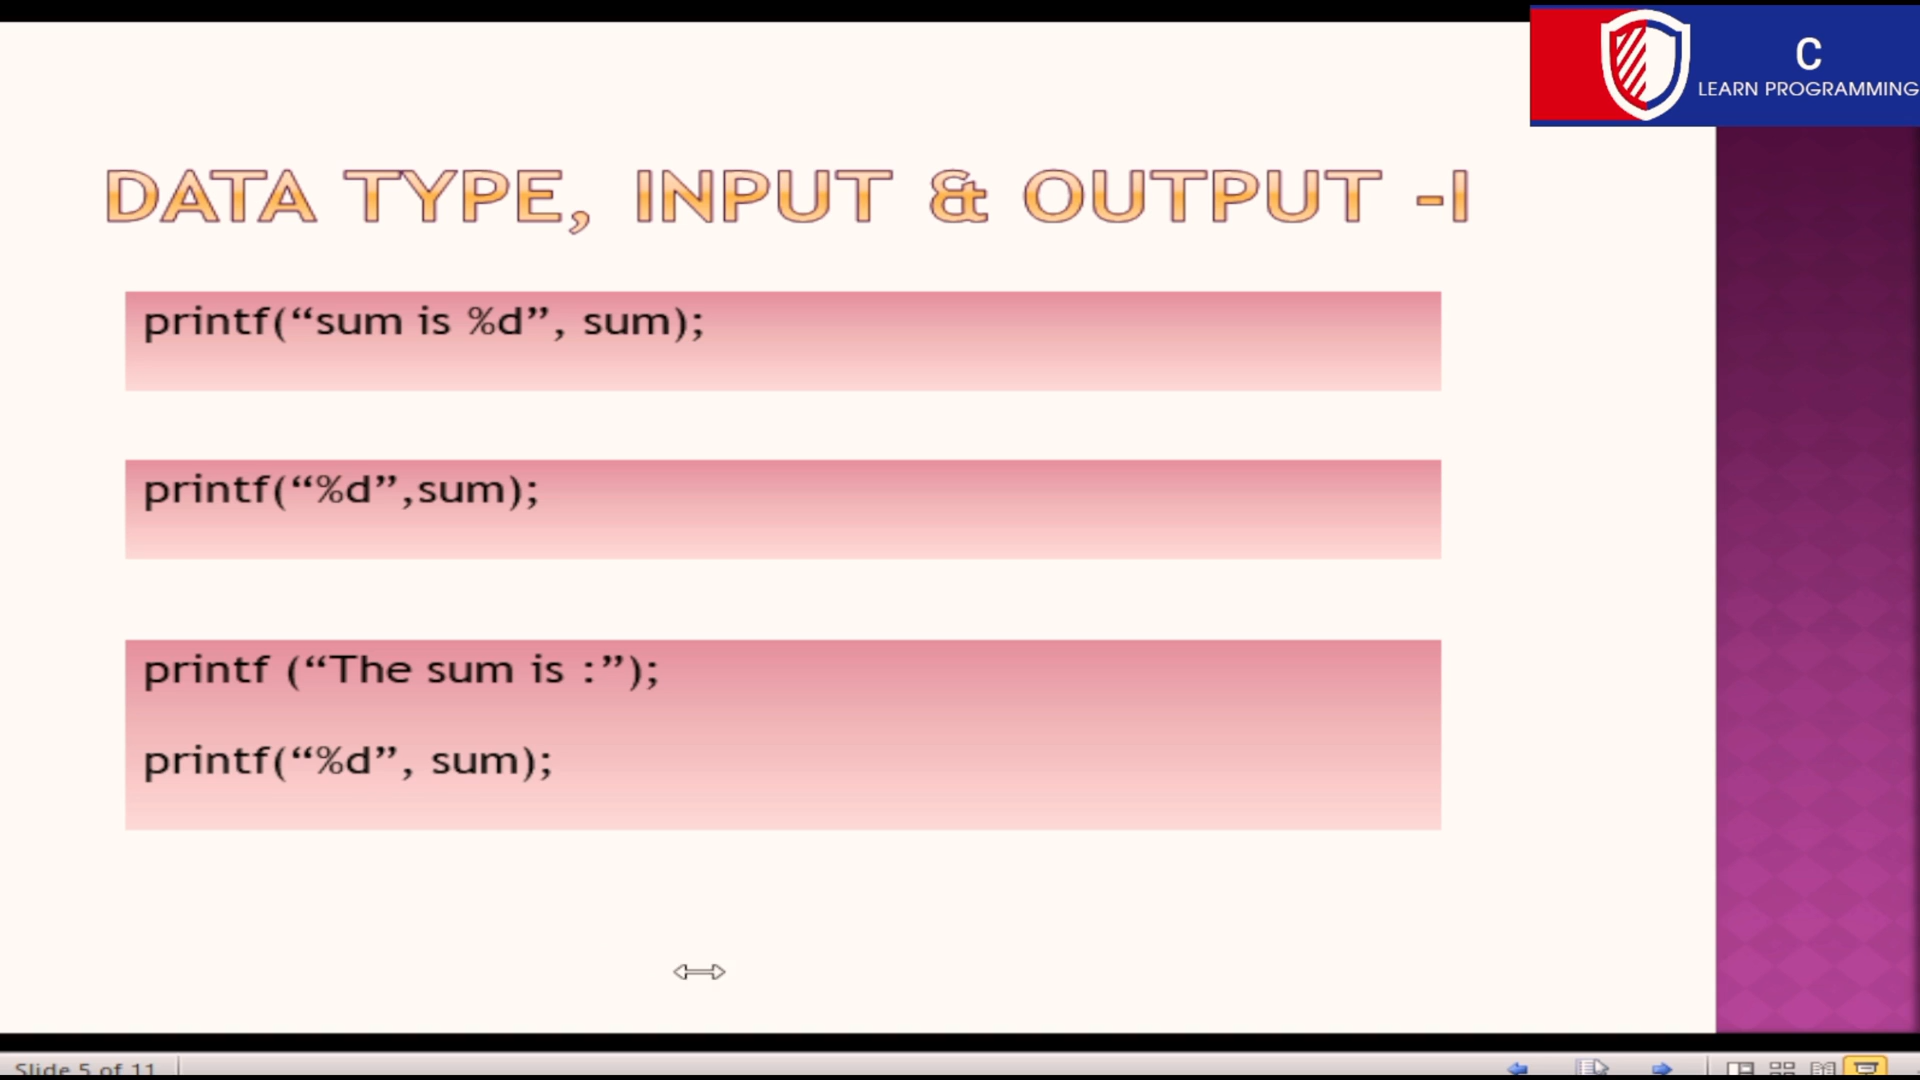 C
LEARN PROGRAMMING
DATA TYPE, INPUT & OUTPUT -I
printf(“sum is %d”, sum);
printf(“%d”,sum);
printf (“The sum is :”);
printf(“%d”, sum);
Slide 5 of 11